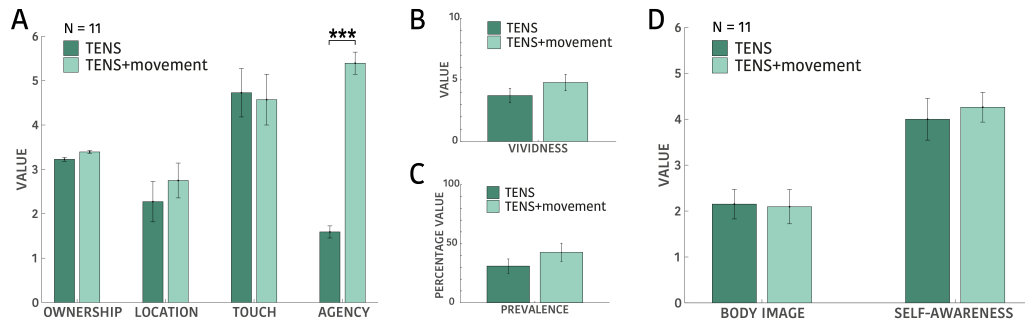 A
N = 11
TENS
TENS+movement
***
VALUE
6
5
4
3
2
1
0
OWNERSHIP LOCATION TOUCH AGENCY
B
TENS
TENS+movement
VALUE
10
5
0
VIVIDNESS
C
TENS
TENS+movement
PERCENTAGE VALUE
100
50
0
PREVALENCE
D
N = 11
TENS
TENS+movement
VALUE
6
5
4
3
2
1
0
BODY IMAGE SELF-AWARENESS